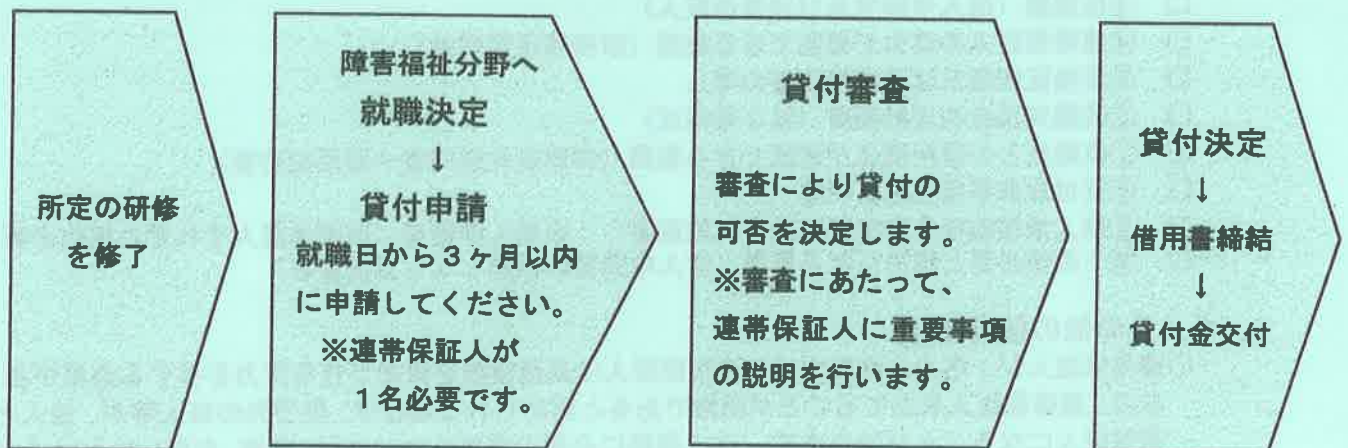 所定の研修
を修了
障害福祉分野へ
就職決定
↓
貸付申請
就職日から３ヶ月以内
に申請してください。
※連帯保証人が
１名必要です。
貸付審査
審査により貸付の
可否を決定します。
※審査にあたって、
連帯保証人に重要事項
の説明を行います。
貸付決定
↓
借用書締結
↓
貸付金交付